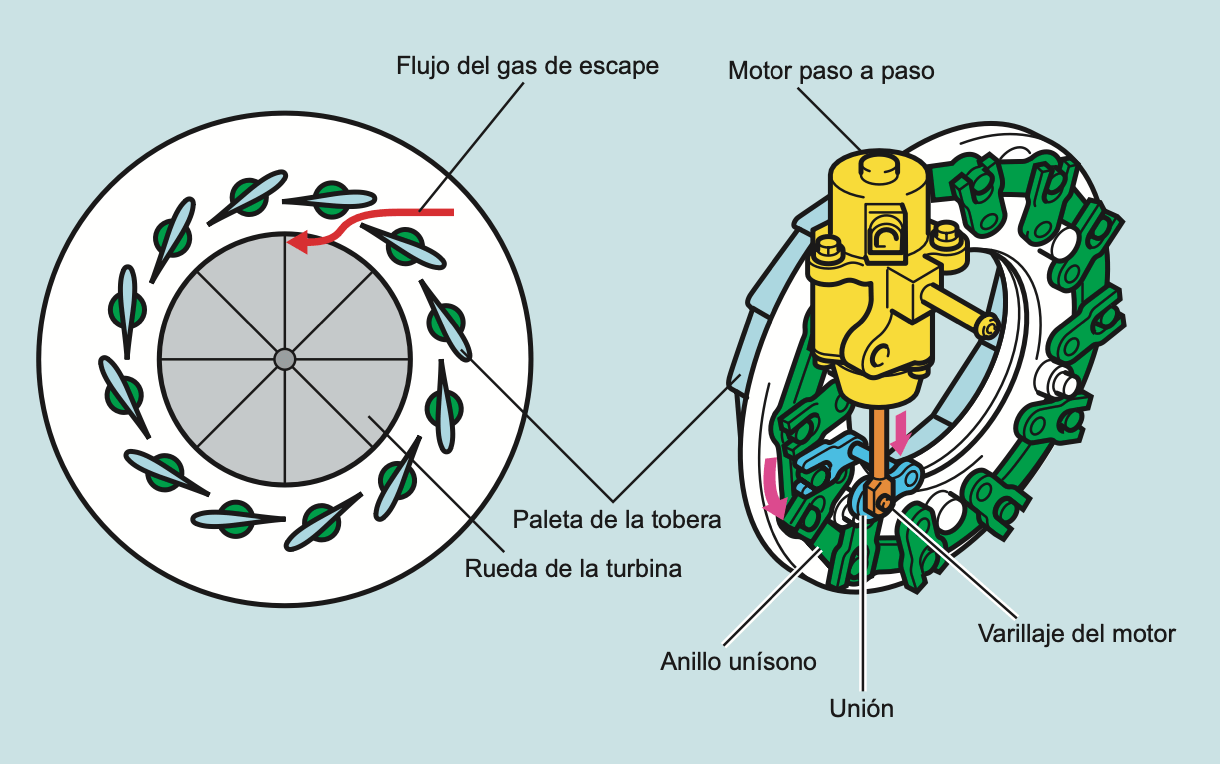 Flujo del gas de escape
Motor paso a paso
Paleta de la tobera
Rueda de la turbina
Varillaje del motor
Anillo unísono
Unión